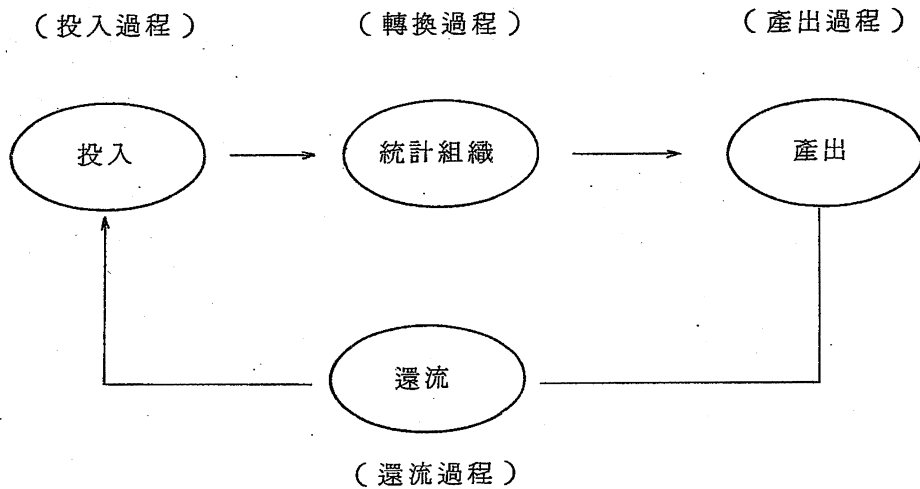 （投入過程） （轉換過程） （產出過程）
投入 統計組織 產出
還流
（還流過程）